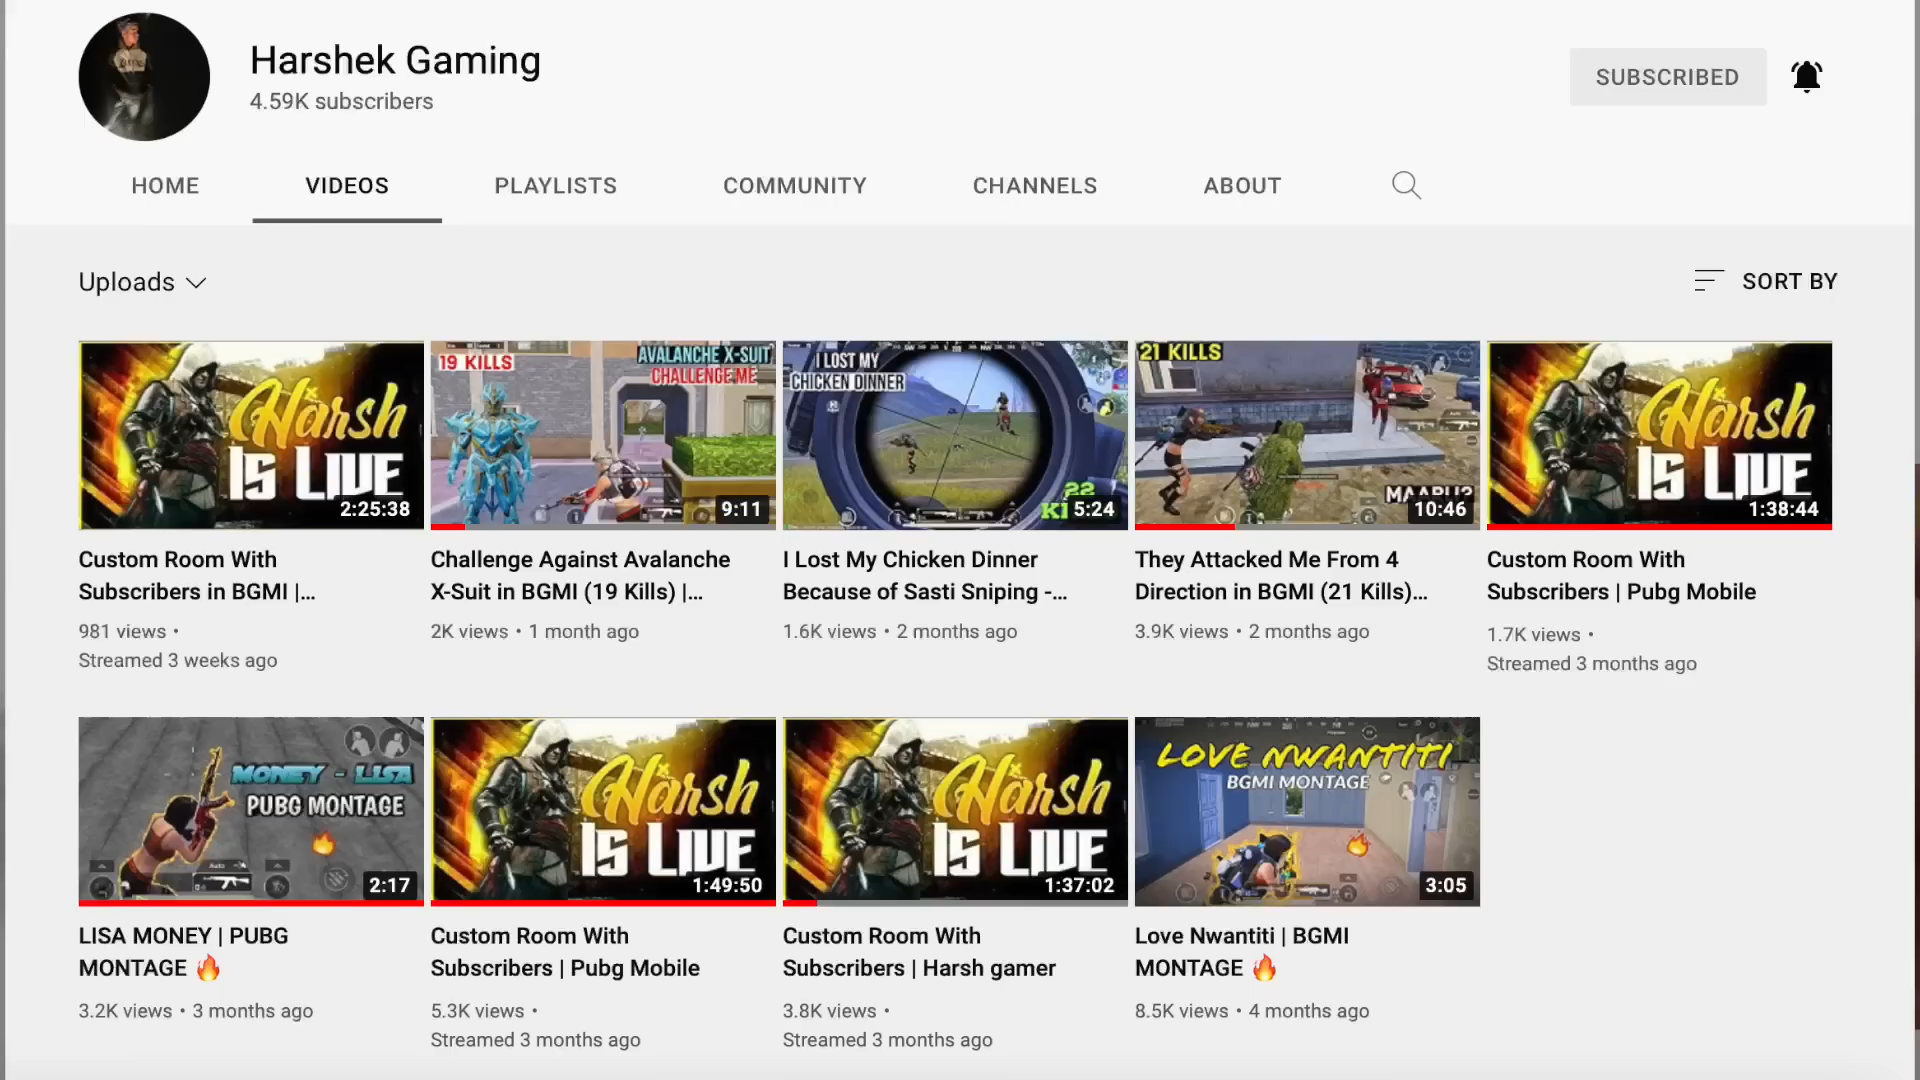 Harshek Gaming
4.59K subscribers
SUBSCRIBED
HOME VIDEOS PLAYLISTS COMMUNITY CHANNELS ABOUT
Uploads
SORT BY
Harsh
IS LIVE
2:25:38
19 KILLS
AVALANCHE X-SUIT
CHALLENGE ME
9:11
I LOST MY
CHICKEN DINNER
22
5:24
21 KILLS
10:46
Harsh
IS LIVE
1:38:44
Custom Room With
Subscribers in BGMI |...
981 views •
Streamed 3 weeks ago
Challenge Against Avalanche
X-Suit in BGMI (19 Kills) |...
2K views • 1 month ago
I Lost My Chicken Dinner
Because of Sasti Sniping -...
1.6K views • 2 months ago
They Attacked Me From 4
Direction in BGMI (21 Kills)...
3.9K views • 2 months ago
Custom Room With
Subscribers | Pubg Mobile
1.7K views •
Streamed 3 months ago
MONEY - LISA
PUBG MONTAGE
2:17
Harsh
IS LIVE
1:49:50
Harsh
IS LIVE
1:37:02
LOVE NWANTITI
BGMI MONTAGE
3:05
LISA MONEY | PUBG
MONTAGE 🔥
3.2K views • 3 months ago
Custom Room With
Subscribers | Pubg Mobile
5.3K views •
Streamed 3 months ago
Custom Room With
Subscribers | Harsh gamer
3.8K views •
Streamed 3 months ago
Love Nwantiti | BGMI
MONTAGE 🔥
8.5K views • 4 months ago